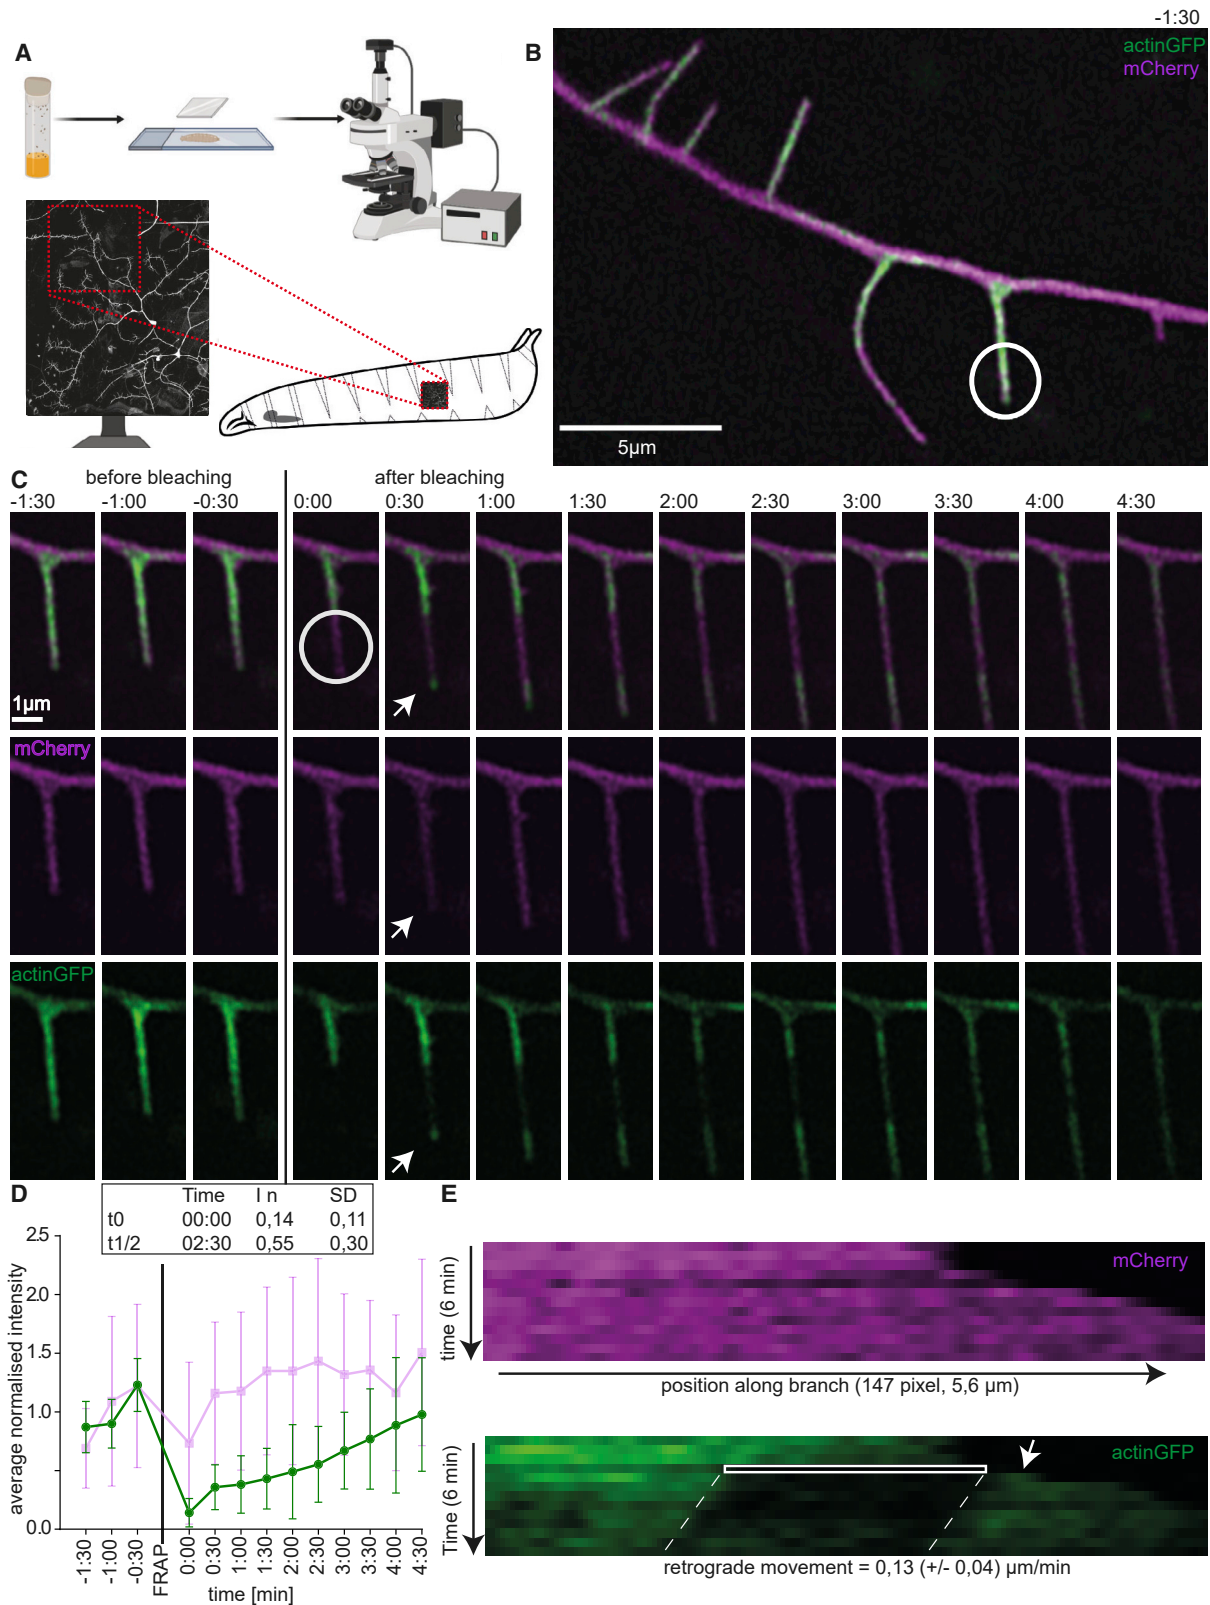 -1:30
A
B
actinGFP
mCherry
5µm
C
before bleaching
after bleaching
-1:30 -1:00 -0:30 0:00 0:30 1:00 1:30 2:00 2:30 3:00 3:30 4:00 4:30
1µm
mCherry
actinGFP
D
Time I n SD
t0 00:00 0,14 0,11
t1/2 02:30 0,55 0,30
2.5
2.0
1.5
1.0
0.0
average normalised intensity
-1:30 -1:00 -0:30 FRAP 0:00 0:30 1:00 1:30 2:00 2:30 3:00 3:30 4:00 4:30
time [min]
E
time (6 min)
mCherry
position along branch (147 pixel, 5,6 µm)
Time (6 min)
actinGFP
retrograde movement = 0,13 (+/- 0,04) µm/min